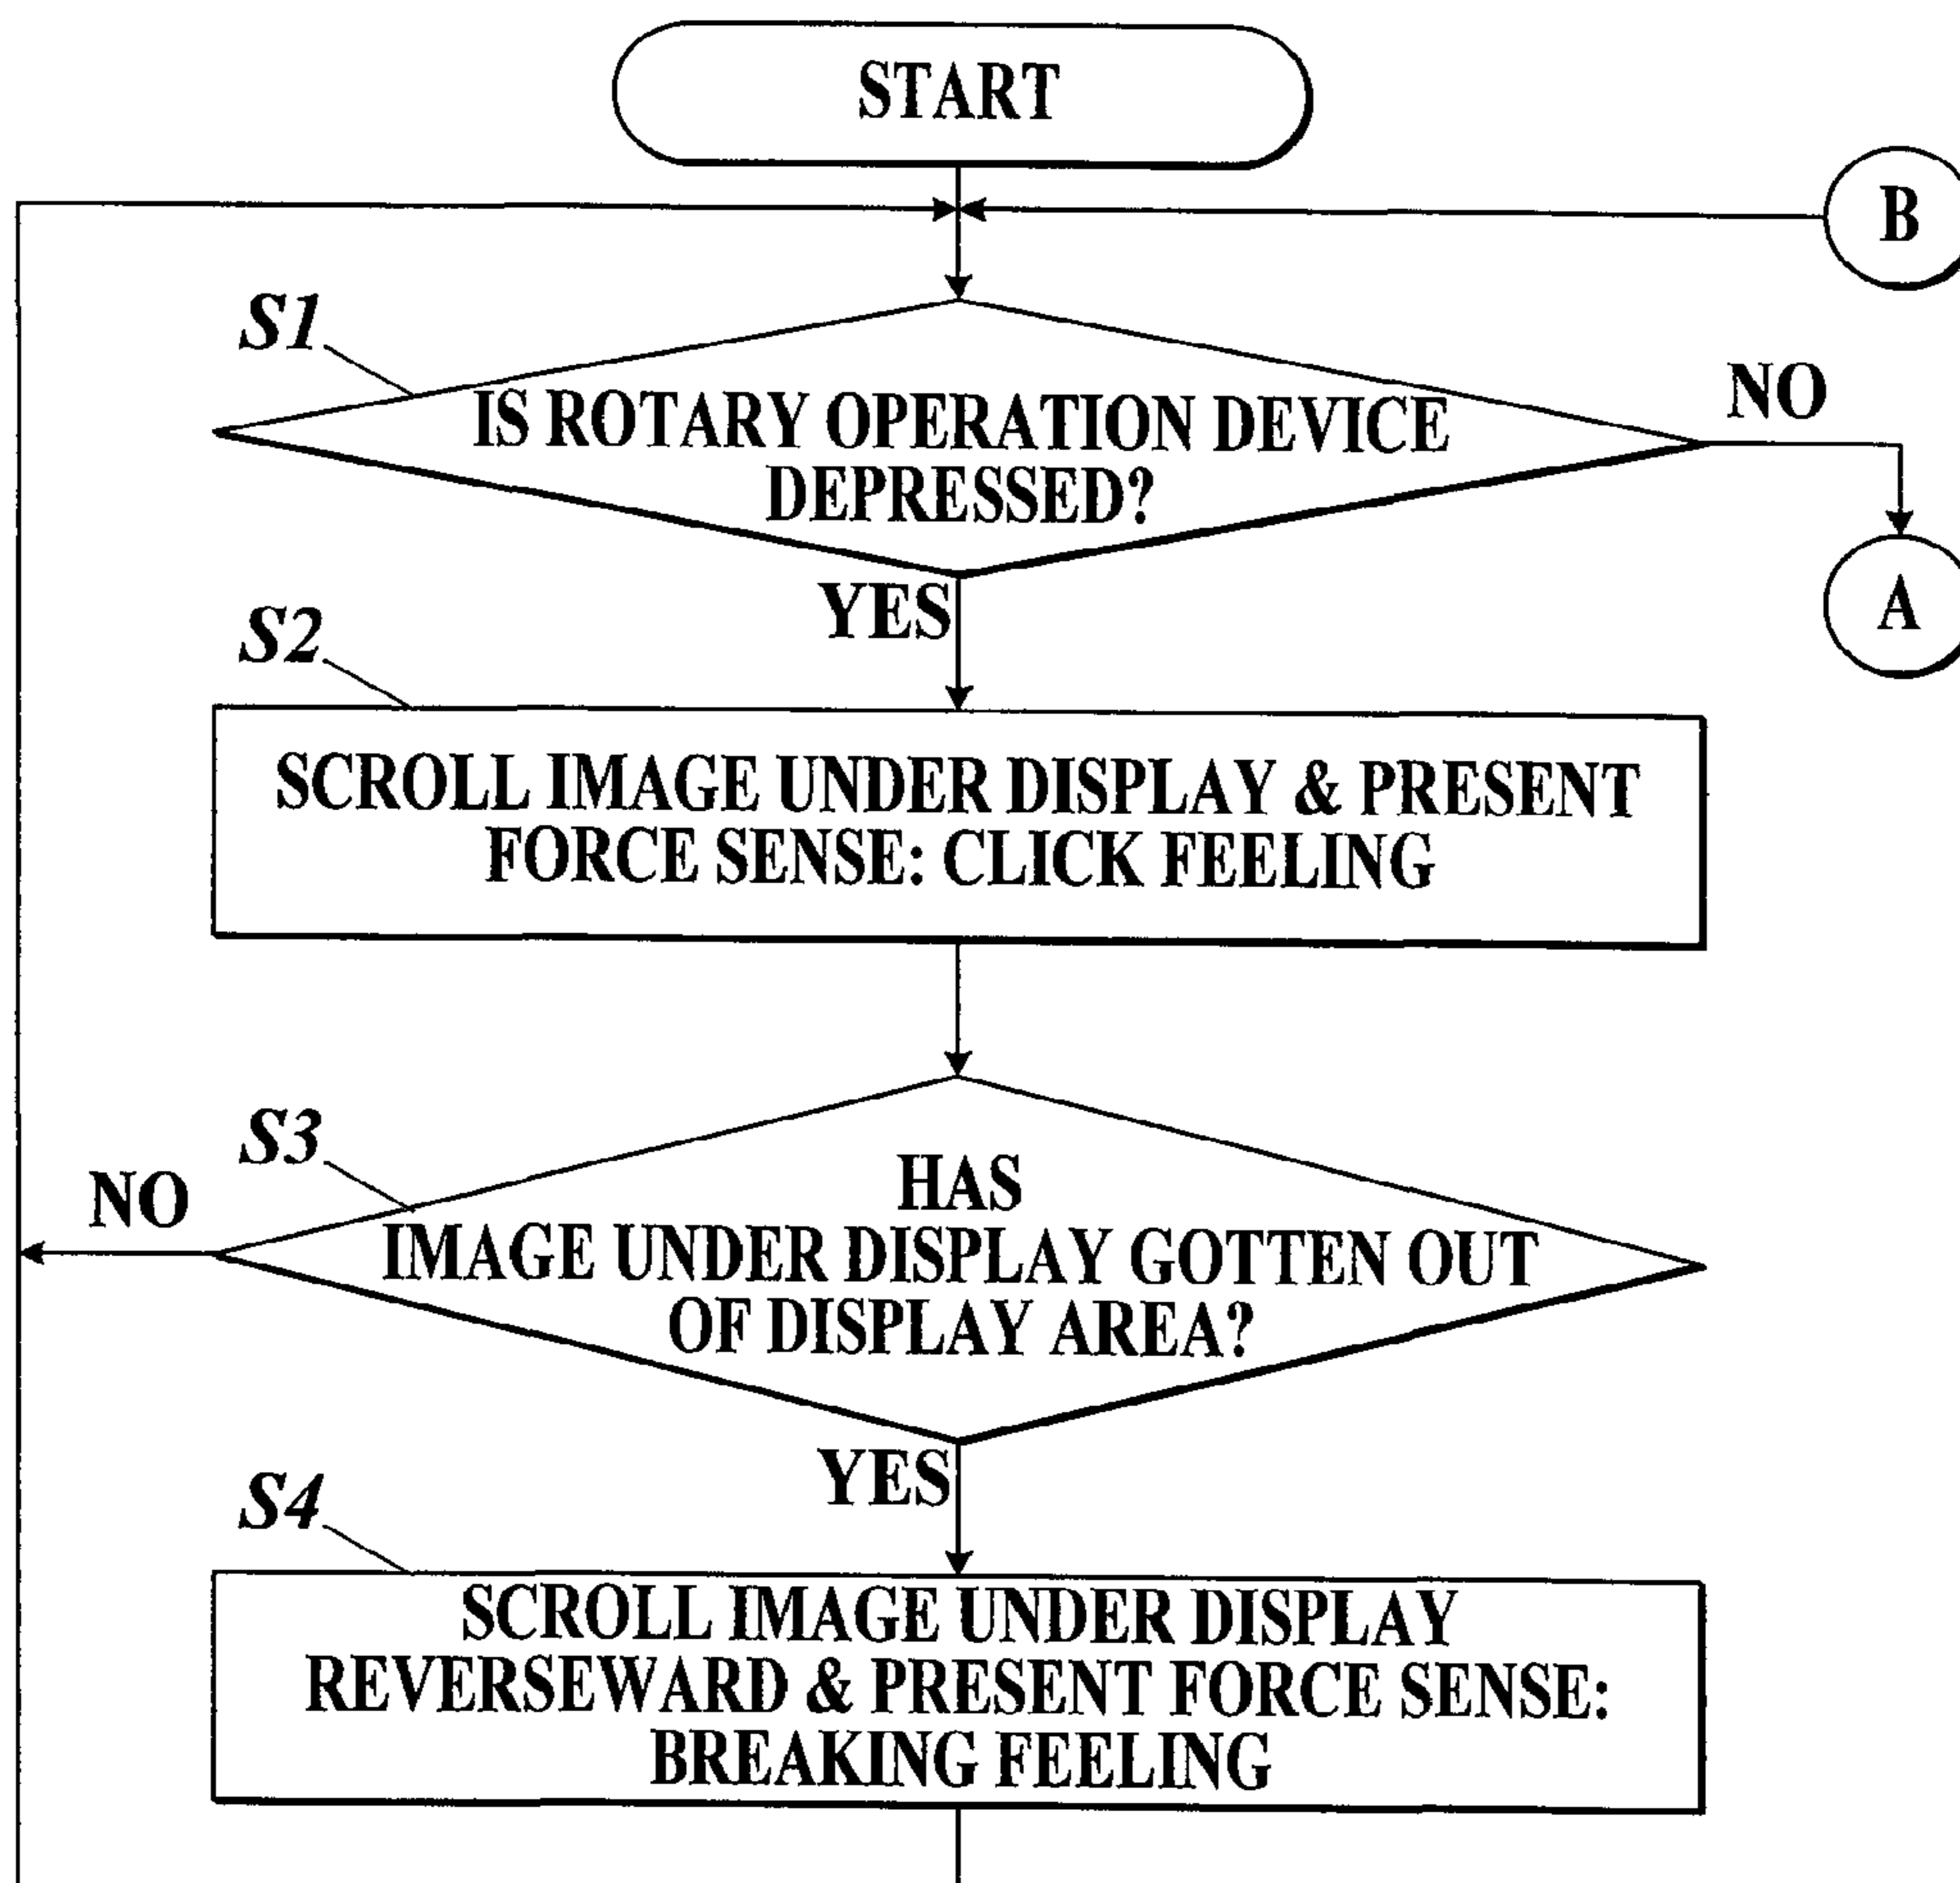 START
B
S1
IS ROTARY OPERATION DEVICE
DEPRESSED?
NO
A
YES
S2
SCROLL IMAGE UNDER DISPLAY & PRESENT
FORCE SENSE: CLICK FEELING
S3
NO
HAS
IMAGE UNDER DISPLAY GOTTEN OUT
OF DISPLAY AREA?
YES
S4
SCROLL IMAGE UNDER DISPLAY
REVERSEWARD & PRESENT FORCE SENSE:
BREAKING FEELING